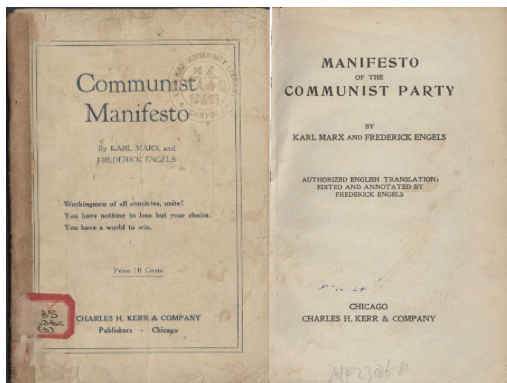 Communist
Manifesto
By KARL MARX and
FREDERICK ENGELS
Workingmen of all countries, unite!
You have nothing to lose but your chains.
You have a world to win.
Price 10 Cents
CHARLES H. KERR & COMPANY
Publishers - Chicago
MANIFESTO
OF THE
COMMUNIST PARTY
BY
KARL MARX AND FREDERICK ENGELS
AUTHORIZED ENGLISH TRANSLATION:
EDITED AND ANNOTATED BY
FREDERICK ENGELS
CHICAGO
CHARLES H. KERR & COMPANY